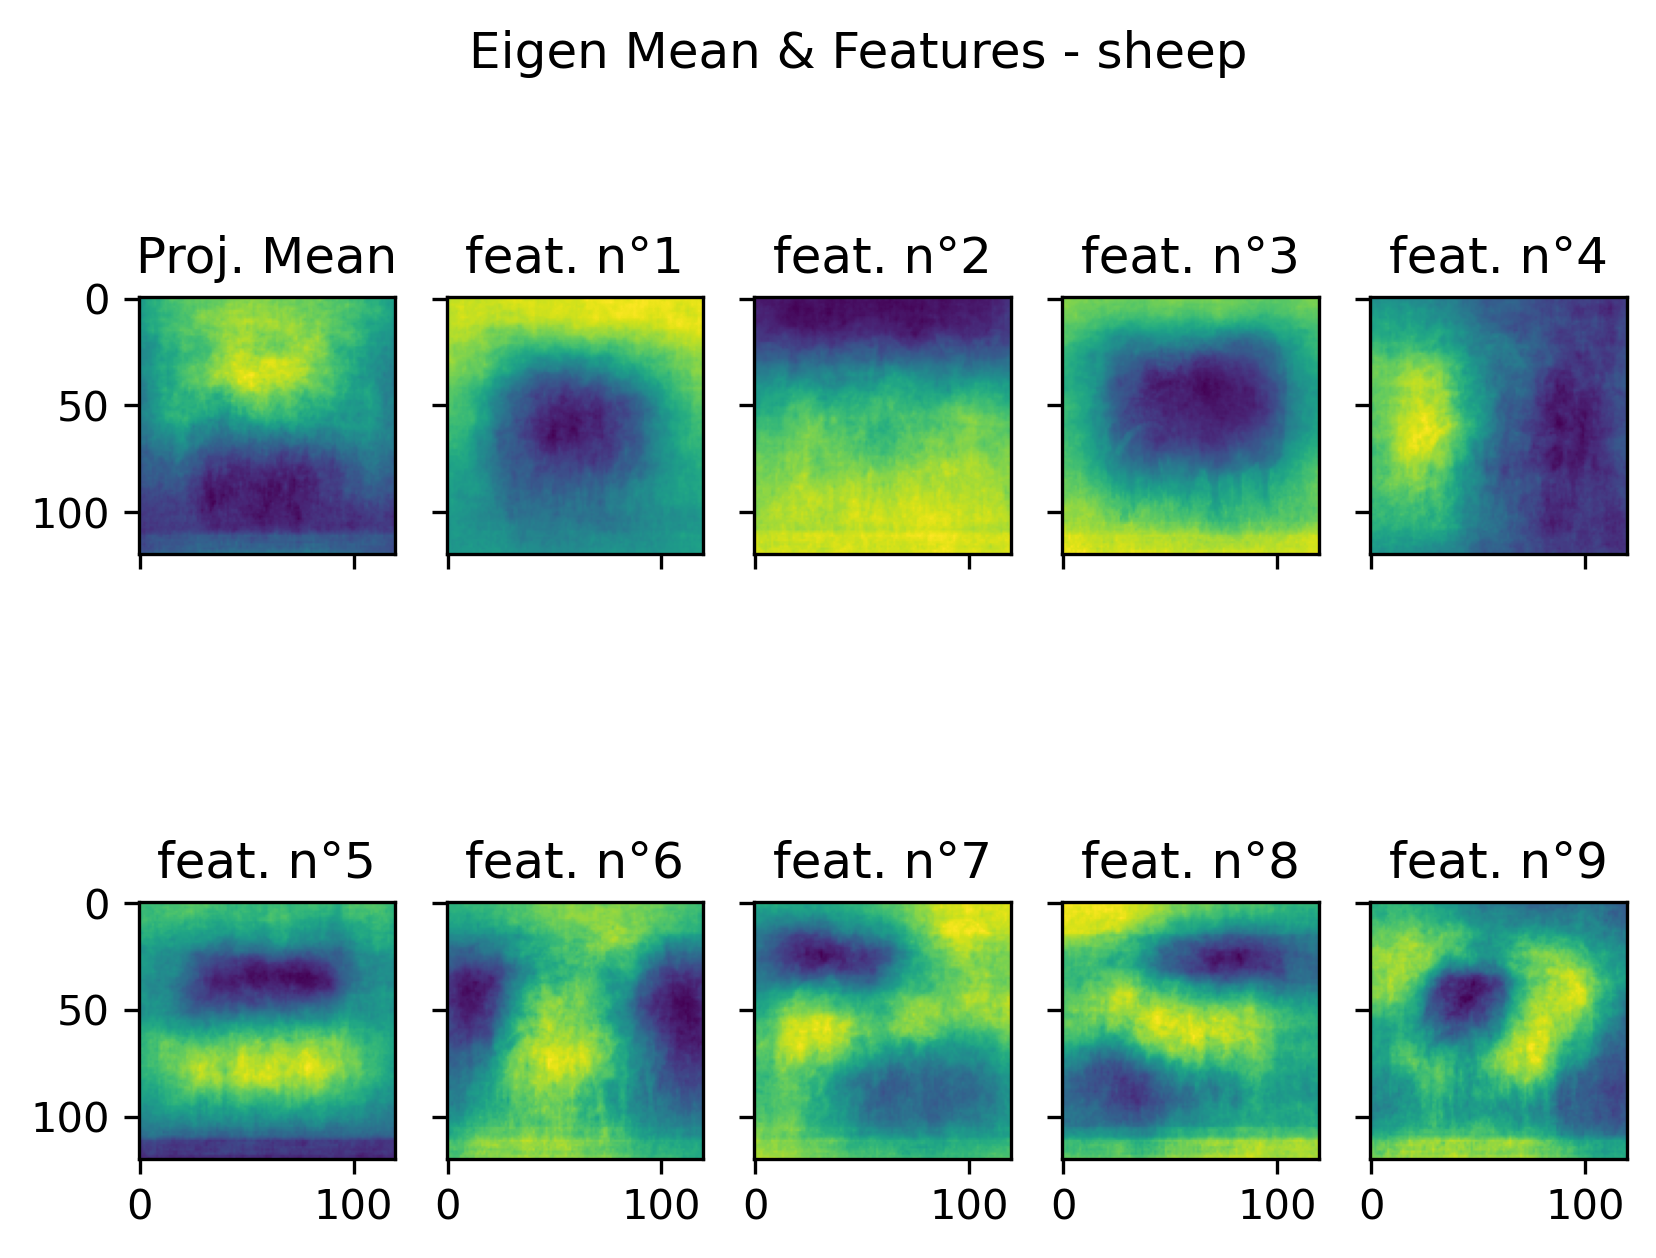 Eigen Mean & Features - sheep
Proj. Mean feat. n°1 feat. n°2 feat. n°3 feat. n°4
0
50
100
feat. n°5 feat. n°6 feat. n°7 feat. n°8 feat. n°9
0
50
100
0 100 0 100 0 100 0 100 0 100